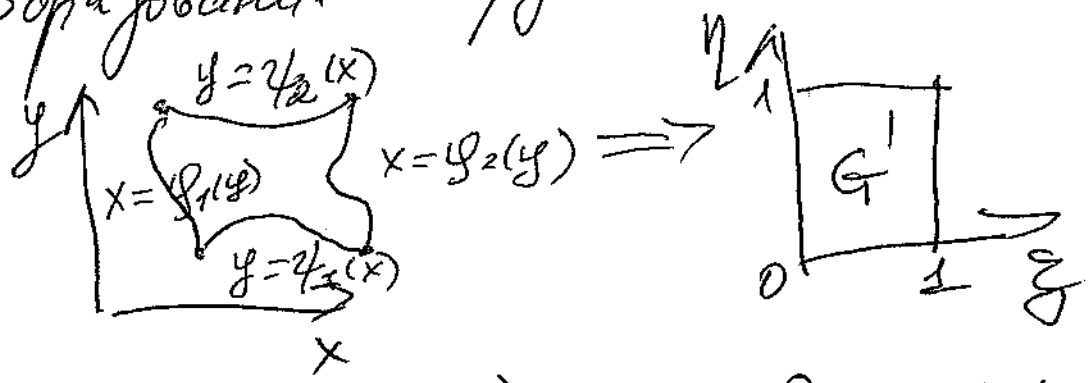 y = ψ₂(x)
η
1
y
x = φ₁(y)
x = φ₂(y) ⟹
G'
y = ψ₁(x)
0
1
ξ
x